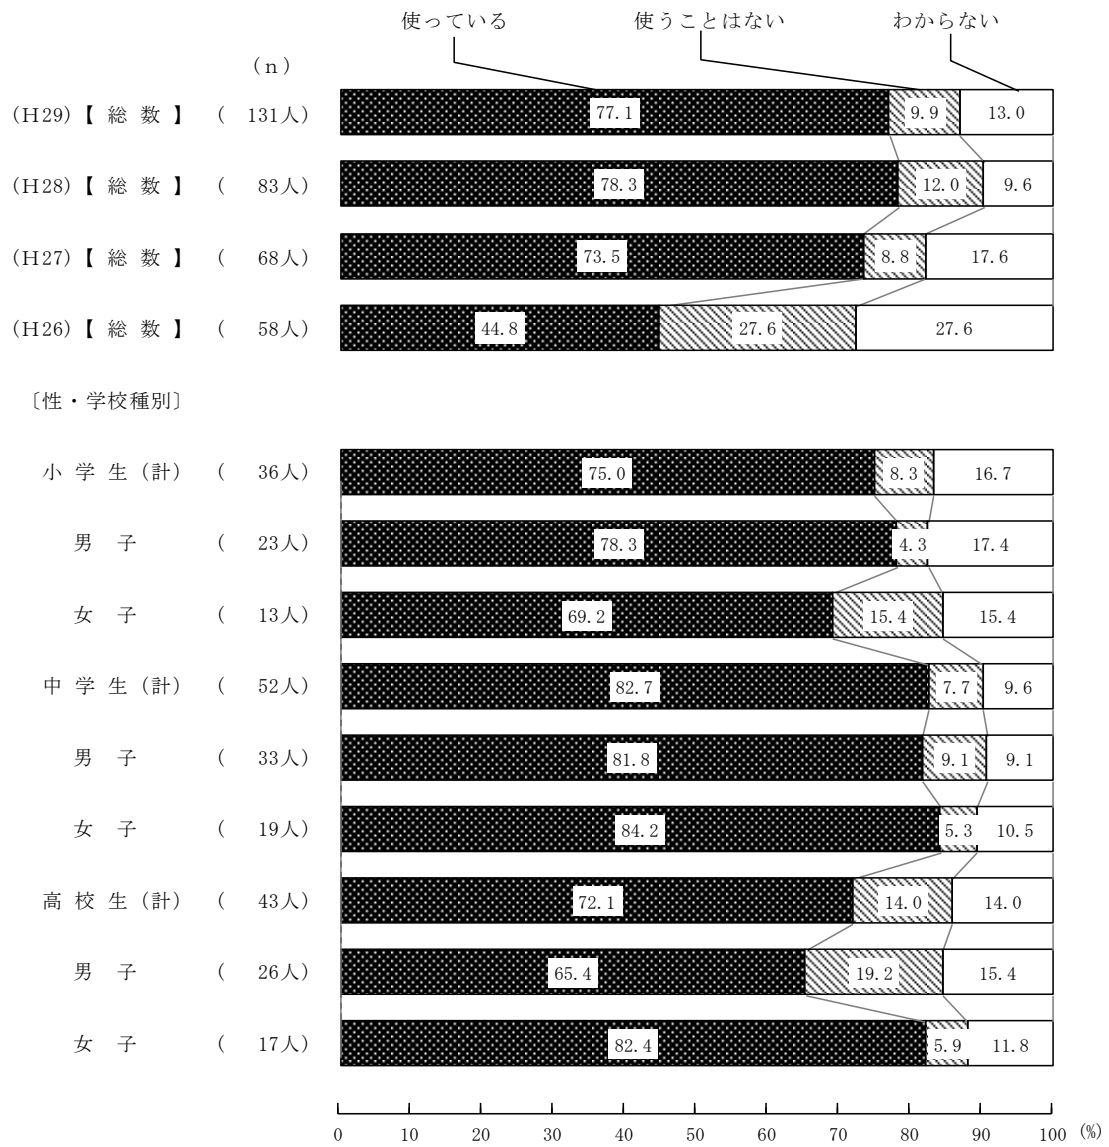 使っている 使うことはない わからない
(n)
(H29)【 総 数 】 ( 131人) 77.1 9.9 13.0
(H28)【 総 数 】 ( 83人) 78.3 12.0 9.6
(H27)【 総 数 】 ( 68人) 73.5 8.8 17.6
(H26)【 総 数 】 ( 58人) 44.8 27.6 27.6
〔性・学校種別〕
小 学 生 (計) ( 36人) 75.0 8.3 16.7
男 子 ( 23人) 78.3 4.3 17.4
女 子 ( 13人) 69.2 15.4 15.4
中 学 生 (計) ( 52人) 82.7 7.7 9.6
男 子 ( 33人) 81.8 9.1 9.1
女 子 ( 19人) 84.2 5.3 10.5
高 校 生 (計) ( 43人) 72.1 14.0 14.0
男 子 ( 26人) 65.4 19.2 15.4
女 子 ( 17人) 82.4 5.9 11.8
0 10 20 30 40 50 60 70 80 90 100 (%)